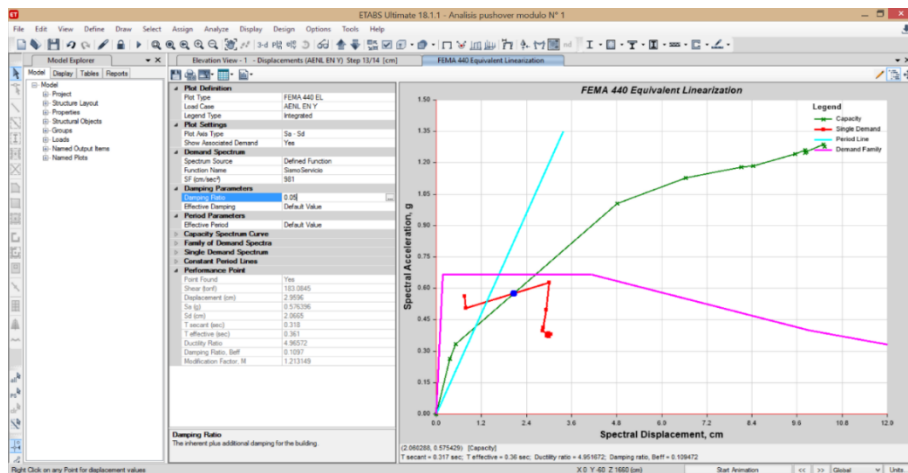 ETABS Ultimate 18.1.1 - Analisis pushover modulo N° 1
File Edit View Define Draw Select Assign Analyze Display Design Options Tools Help
Model Explorer
Elevation View - 1 - Displacements (AENL EN Y) Step 13/14 [cm]
FEMA 440 Equivalent Linearization
Model Display Tables Reports
Model
Project
Structure Layout
Properties
Structural Objects
Groups
Loads
Named Output Items
Named Plots
Plot Definition
Plot Type FEMA 440 EL
Load Case AENL EN Y
Legend Type Integrated
Plot Settings
Plot Axis Type Sa - Sd
Show Associated Demand Yes
Demand Spectrum
Spectrum Source Defined Function
Function Name SismoServicio
SF (cm/sec²) 981
Damping Parameters
Damping Ratio 0.05
Effective Damping Default Value
Period Parameters
Effective Period Default Value
Capacity Spectrum Curve
Family of Demand Spectra
Single Demand Spectrum
Constant Period Lines
Performance Point
Point Found Yes
Shear (tonf) 183.0845
Displacement (cm) 2.9596
Sa (g) 0.576396
Sd (cm) 2.0665
T secant (sec) 0.318
T effective (sec) 0.361
Ductility Ratio 4.96572
Damping Ratio, Beff 0.1097
Modification Factor, M 1.213149
Damping Ratio
The inherent plus additional damping for the building.
FEMA 440 Equivalent Linearization
Legend
Capacity
Single Demand
Period Line
Demand Family
Spectral Acceleration, g
1.50
1.35
1.20
1.05
0.90
0.75
0.60
0.45
0.30
0.15
0.00
0.0 1.2 2.4 3.6 4.8 6.0 7.2 8.4 9.6 10.8 12.0
Spectral Displacement, cm
(2.060288, 0.575429) [Capacity]
T secant = 0.317 sec; T effective = 0.36 sec; Ductility ratio = 4.951672; Damping ratio, Beff = 0.109472
Right Click on any Point for displacement values
X 0 Y -60 Z 1660 (cm)
Start Animation << >> Global Units